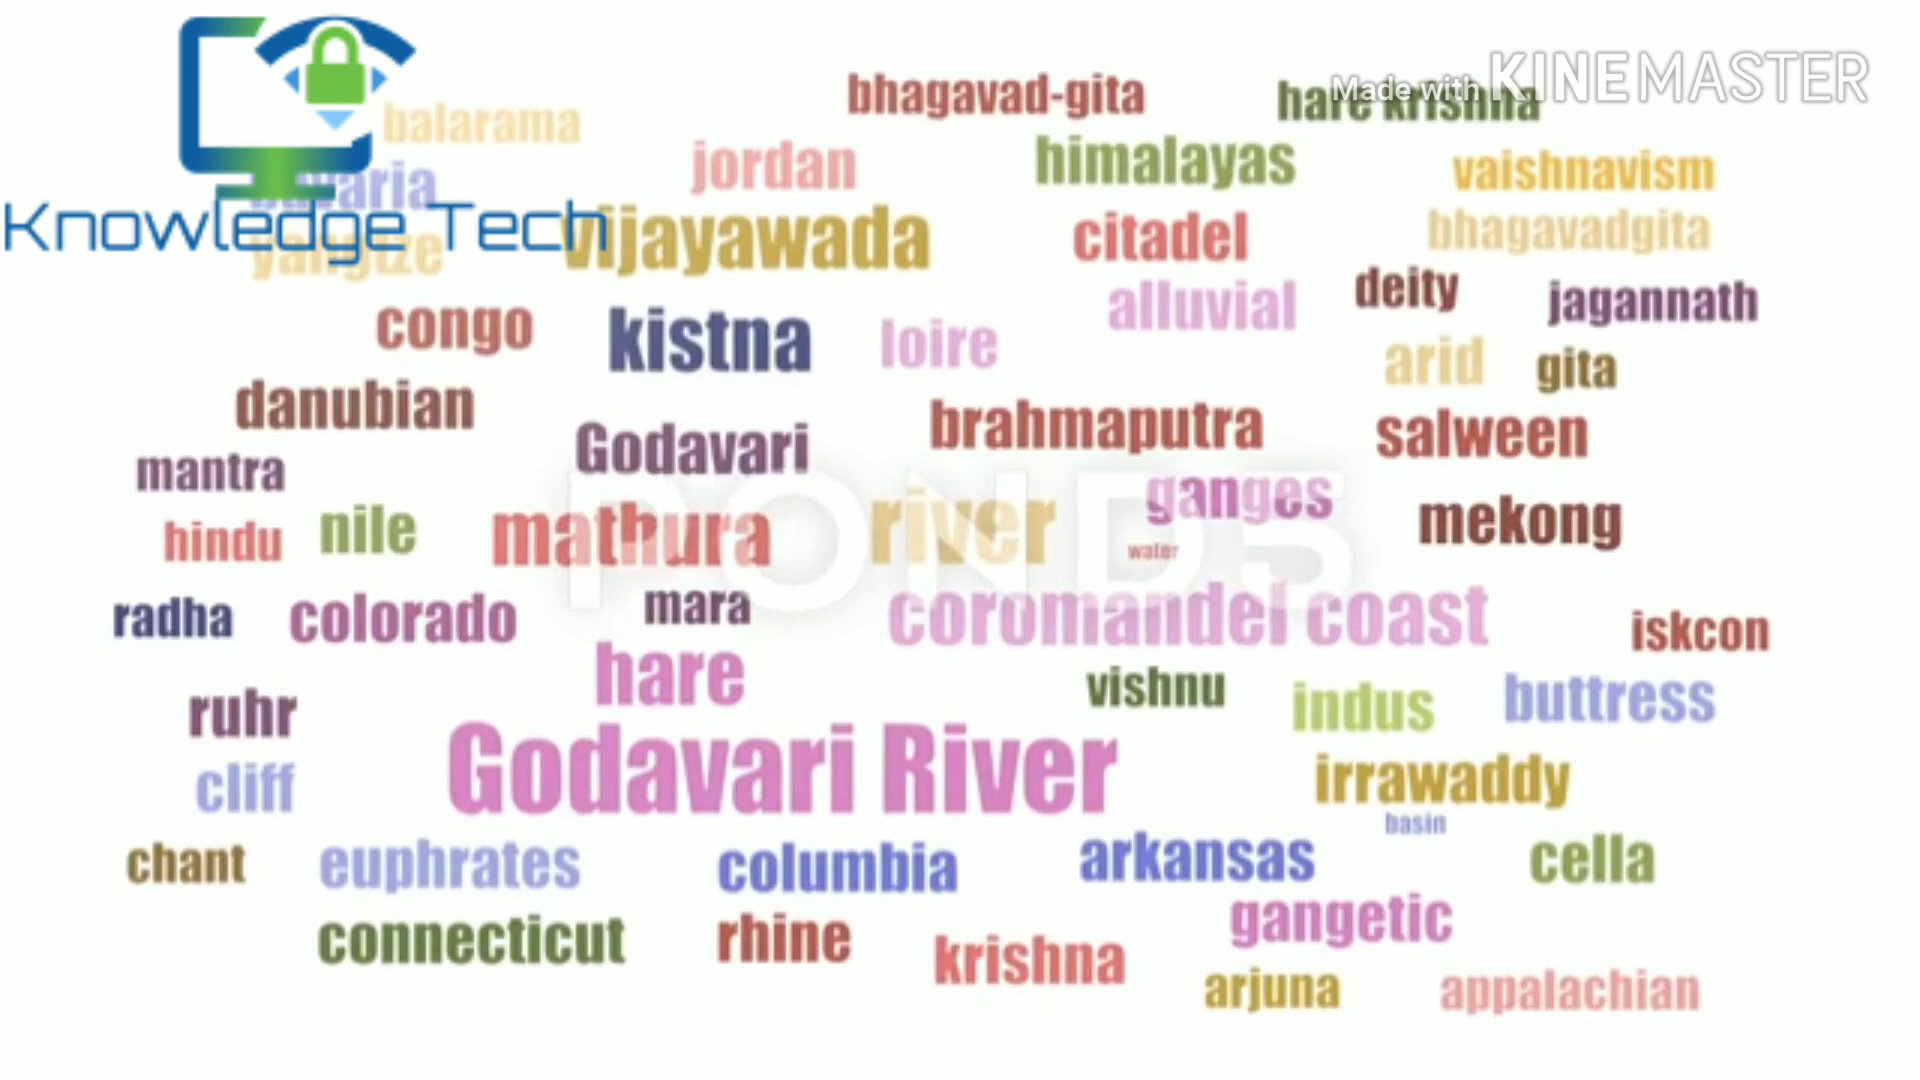 bhagavad-gita
hare krishna
Made with KINEMASTER
balarama
jordan
himalayas
vaishnavism
bavaria
Knowledge Tech
vijayawada
citadel
bhagavadgita
yangtze
deity
jagannath
alluvial
congo
kistna
loire
arid
gita
danubian
brahmaputra
salween
Godavari
mantra
ganges
mekong
hindu
nile
mathura
river
water
PONDS
radha
colorado
mara
coromandel coast
iskcon
hare
vishnu
indus
buttress
ruhr
Godavari River
cliff
irrawaddy
basin
chant
euphrates
columbia
arkansas
cella
connecticut
rhine
krishna
gangetic
arjuna
appalachian